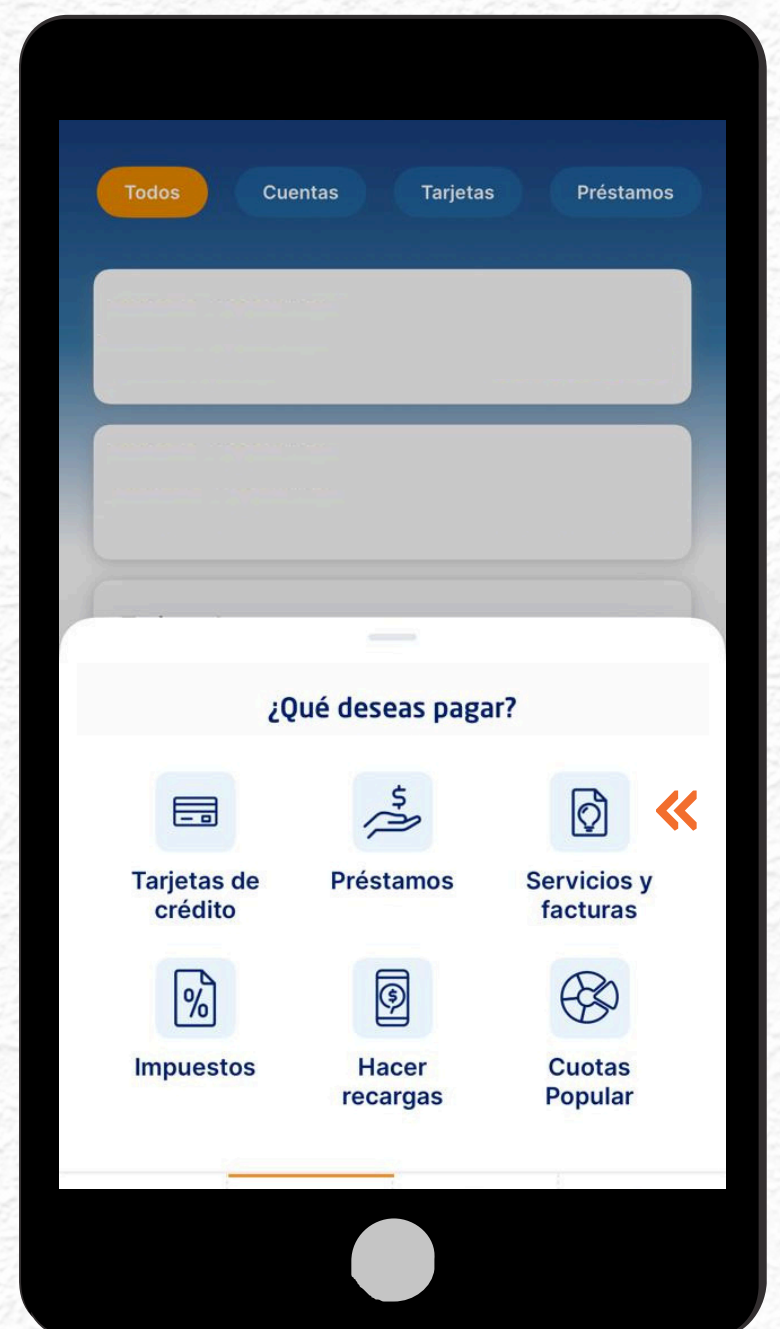 Todos Cuentas Tarjetas Préstamos
¿Qué deseas pagar?
Tarjetas de
crédito
Préstamos
Servicios y
facturas
Impuestos
Hacer
recargas
Cuotas
Popular